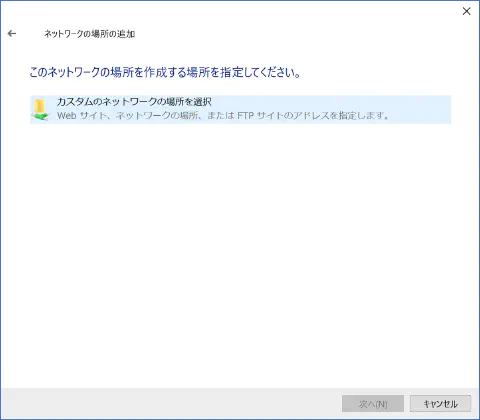 ネットワークの場所の追加
このネットワークの場所を作成する場所を指定してください。
カスタムのネットワークの場所を選択
Web サイト、ネットワークの場所、または FTP サイトのアドレスを指定します。
次へ(N) キャンセル